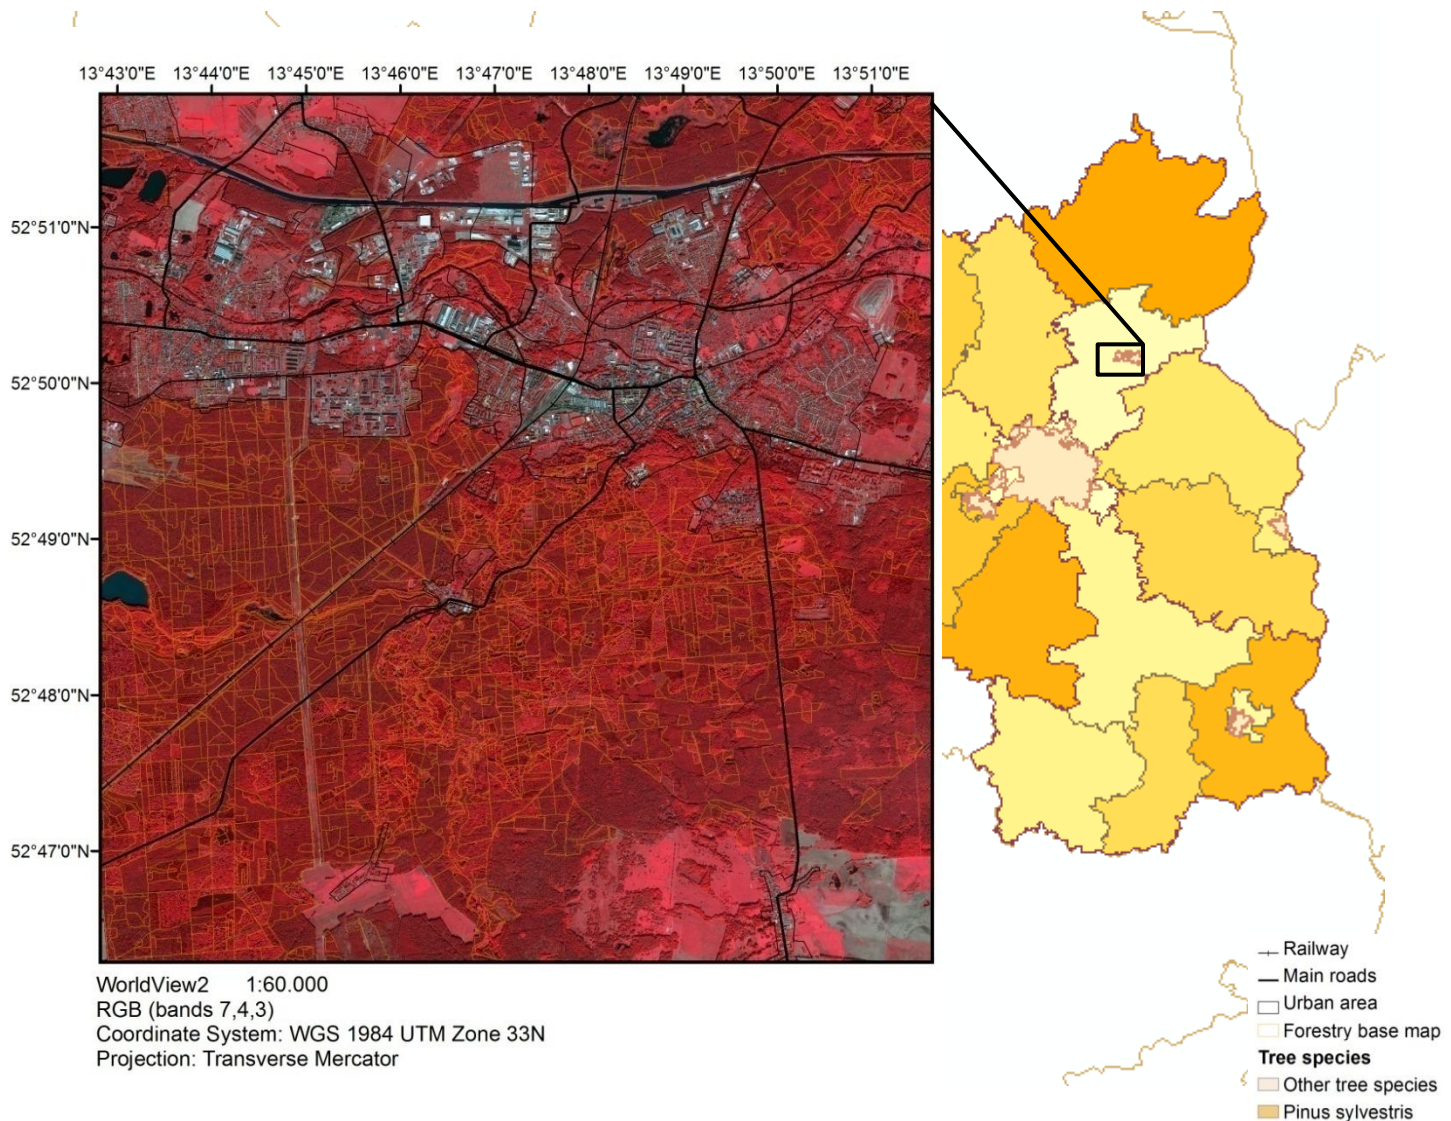 13°43'0"E 13°44'0"E 13°45'0"E 13°46'0"E 13°47'0"E 13°48'0"E 13°49'0"E 13°50'0"E 13°51'0"E
52°51'0"N
52°50'0"N
52°49'0"N
52°48'0"N
52°47'0"N
WorldView2 1:60.000
RGB (bands 7,4,3)
Coordinate System: WGS 1984 UTM Zone 33N
Projection: Transverse Mercator
Railway
Main roads
Urban area
Forestry base map
Tree species
Other tree species
Pinus sylvestris